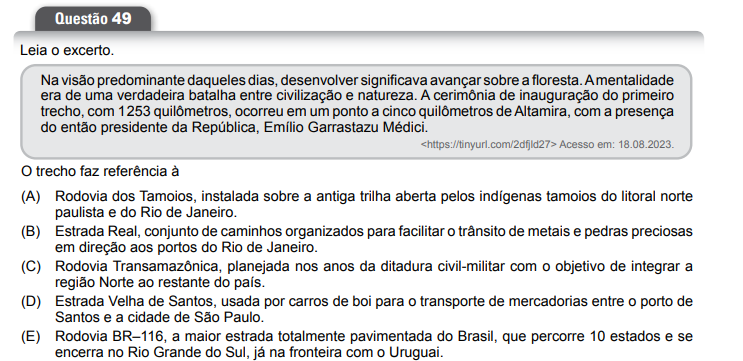 Questão 49
Leia o excerto.
Na visão predominante daqueles dias, desenvolver significava avançar sobre a floresta. A mentalidade
era de uma verdadeira batalha entre civilização e natureza. A cerimônia de inauguração do primeiro
trecho, com 1253 quilômetros, ocorreu em um ponto a cinco quilômetros de Altamira, com a presença
do então presidente da República, Emílio Garrastazu Médici.
<https://tinyurl.com/2dfjld27> Acesso em: 18.08.2023.
O trecho faz referência à
(A) Rodovia dos Tamoios, instalada sobre a antiga trilha aberta pelos indígenas tamoios do litoral norte
paulista e do Rio de Janeiro.
(B) Estrada Real, conjunto de caminhos organizados para facilitar o trânsito de metais e pedras preciosas
em direção aos portos do Rio de Janeiro.
(C) Rodovia Transamazônica, planejada nos anos da ditadura civil-militar com o objetivo de integrar a
região Norte ao restante do país.
(D) Estrada Velha de Santos, usada por carros de boi para o transporte de mercadorias entre o porto de
Santos e a cidade de São Paulo.
(E) Rodovia BR–116, a maior estrada totalmente pavimentada do Brasil, que percorre 10 estados e se
encerra no Rio Grande do Sul, já na fronteira com o Uruguai.